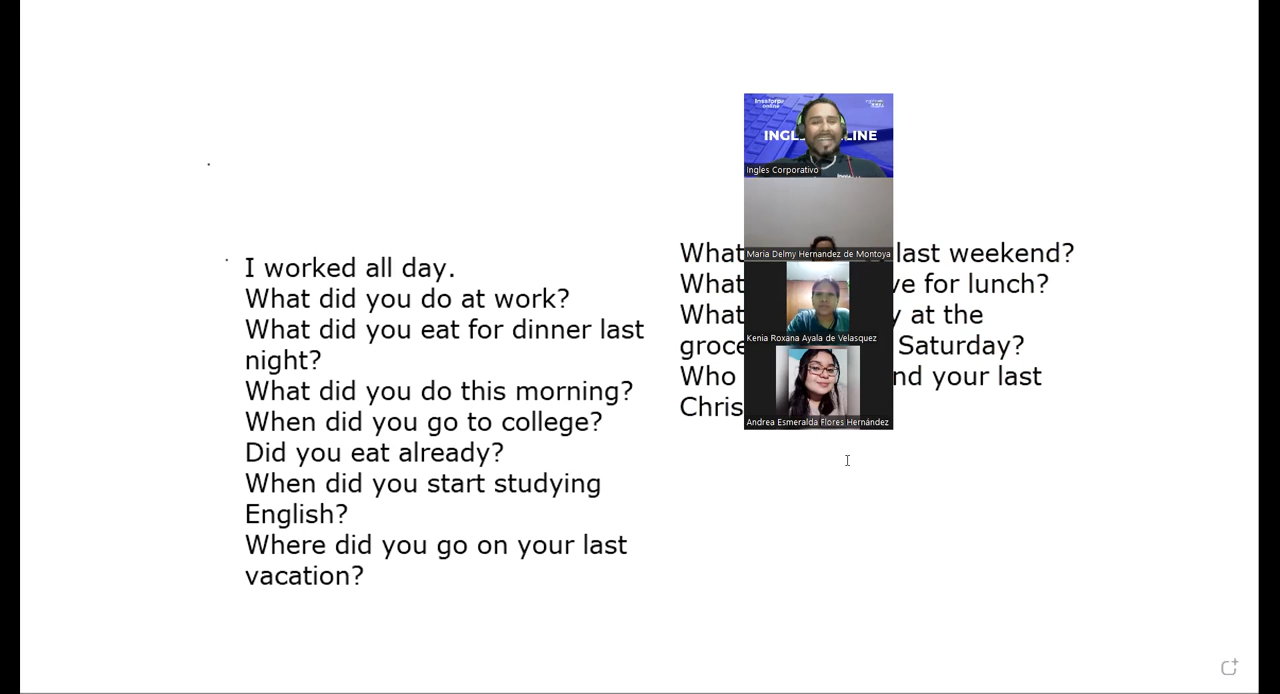 I worked all day.
What did you do at work?
What did you eat for dinner last
night?
What did you do this morning?
When did you go to college?
Did you eat already?
When did you start studying
English?
Where did you go on your last
vacation?
What last weekend?
What for lunch?
What at the
Saturday?
Who your last
INGL LINE
Ingles Corporativo
Maria Delmy Hernandez de Montoya
Kenia Roxana Ayala de Velasquez
Andrea Esmeralda Flores Hernández